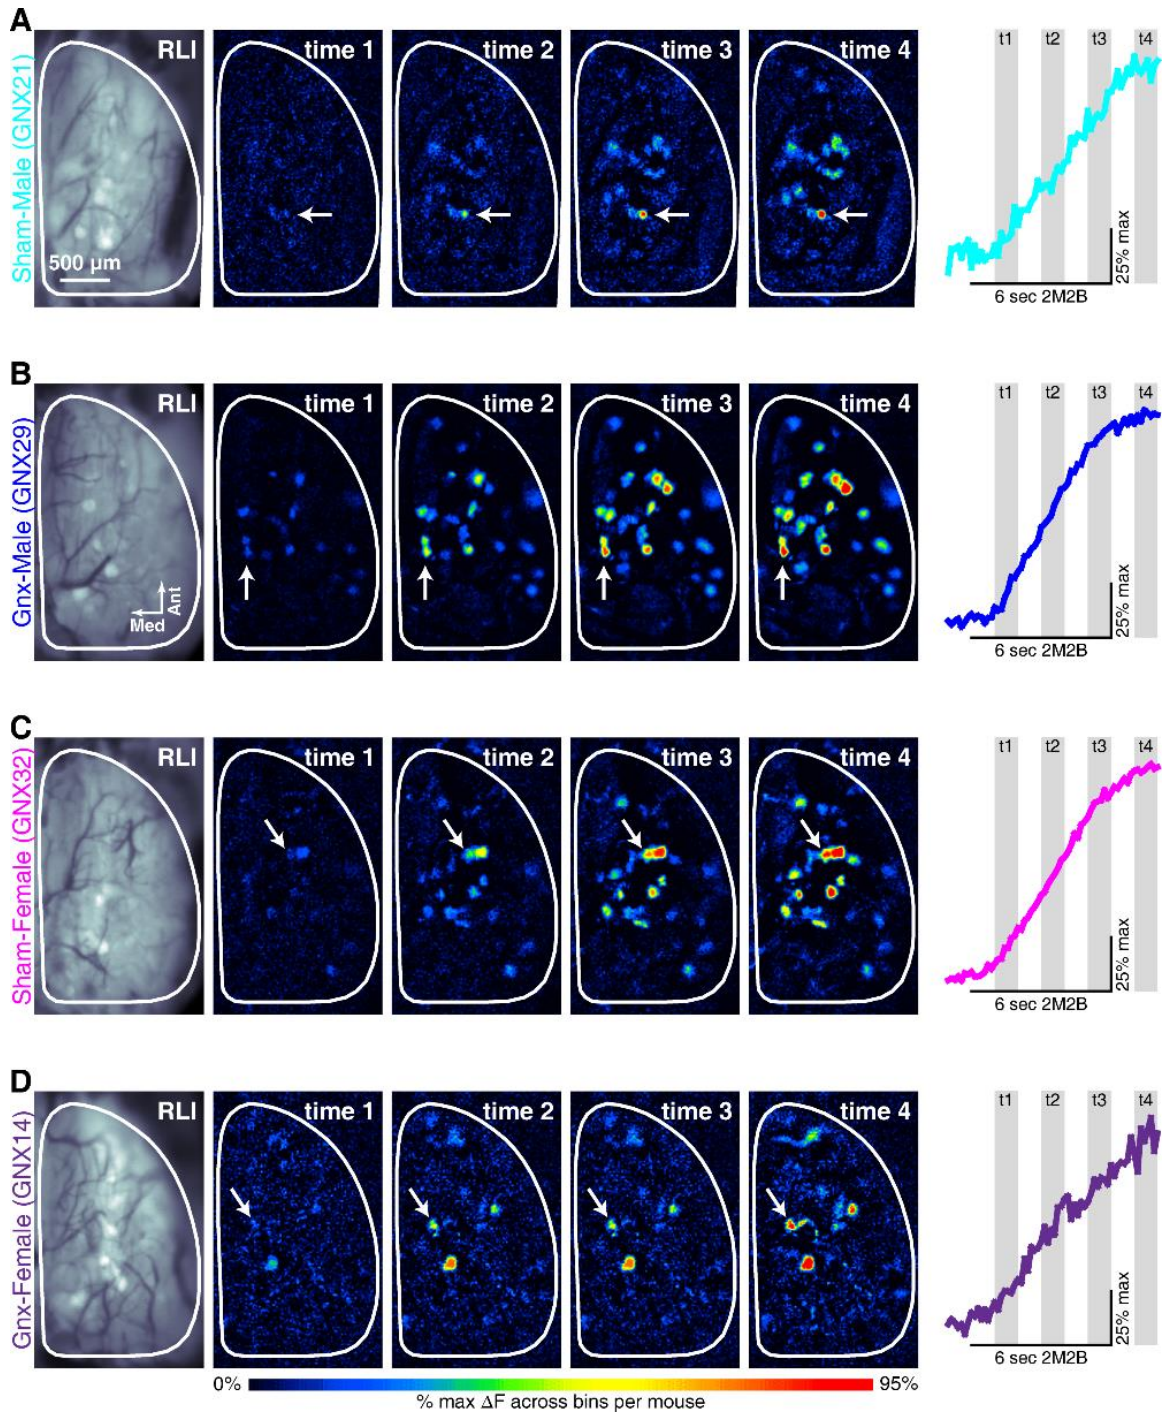 A
Sham-Male (GNX21)
RLI
time 1
time 2
time 3
time 4
500 µm
t1 t2 t3 t4
25% max
6 sec 2M2B
B
Gnx-Male (GNX29)
RLI
time 1
time 2
time 3
time 4
Ant
Med
t1 t2 t3 t4
25% max
6 sec 2M2B
C
Sham-Female (GNX32)
RLI
time 1
time 2
time 3
time 4
t1 t2 t3 t4
25% max
6 sec 2M2B
D
Gnx-Female (GNX14)
RLI
time 1
time 2
time 3
time 4
t1 t2 t3 t4
25% max
6 sec 2M2B
0% 95%
% max ΔF across bins per mouse